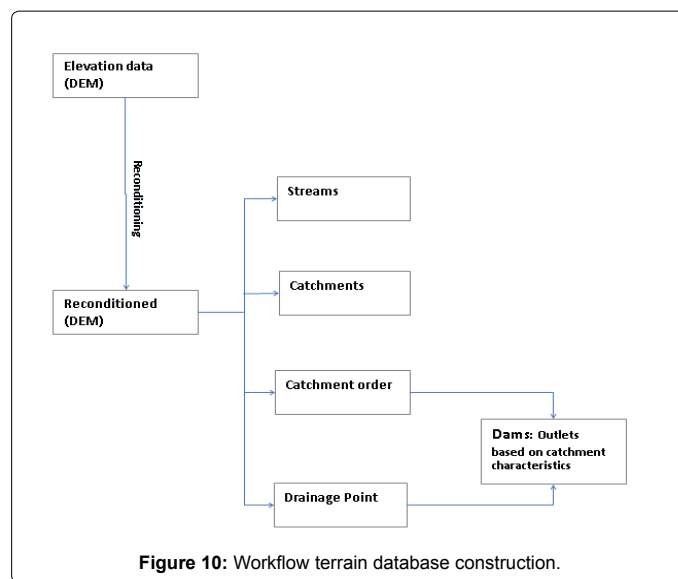 Elevation data
(DEM)
Reconditioning
Streams
Reconditioned
(DEM)
Catchments
Catchment order
Dams: Outlets
based on catchment
characteristics
Drainage Point
Figure 10: Workflow terrain database construction.